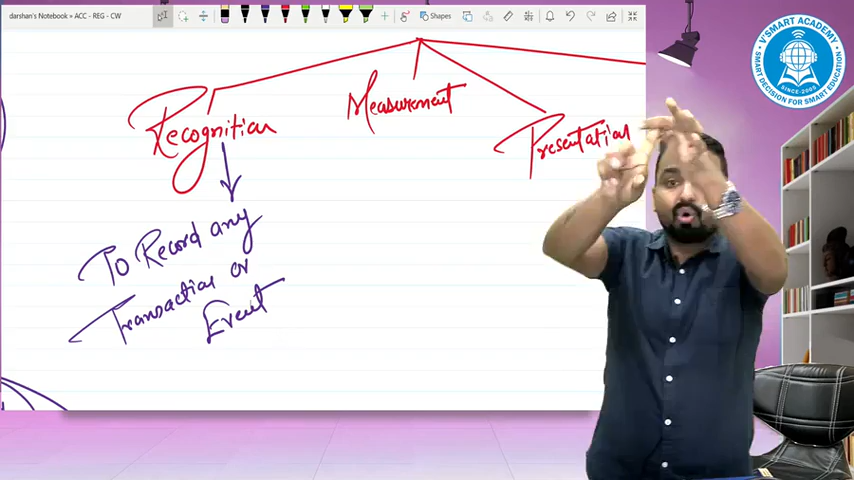 darshan's Notebook » ACC - REG - CW
Shapes
V'SMART ACADEMY
SINCE-2005
SMART DECISION FOR SMART EDUCATION
Recognition
Measurement
Presentation
To Record any
Transaction or
Event